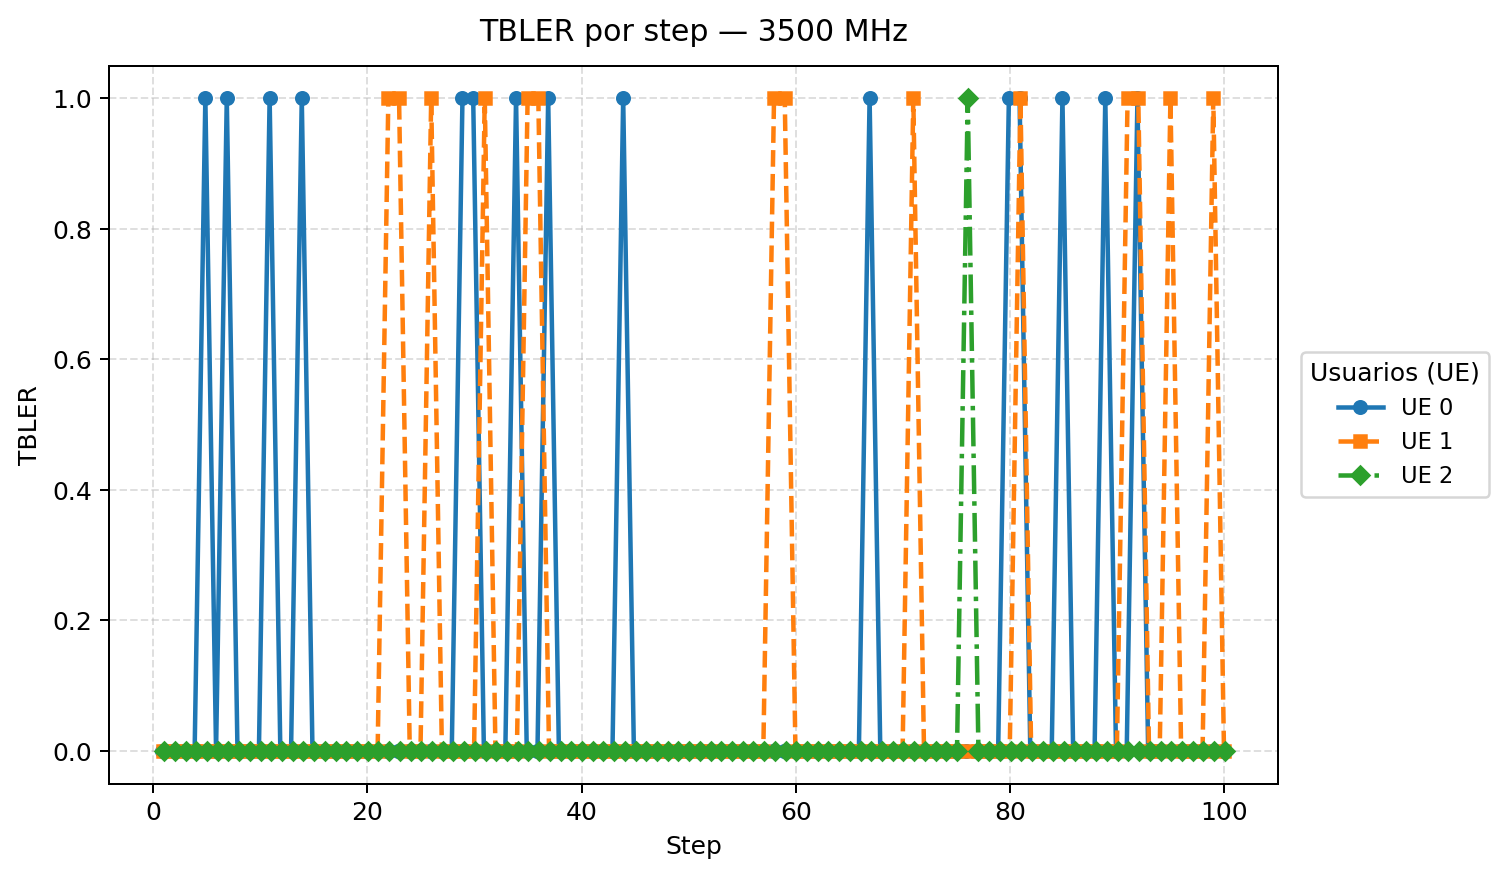 TBLER por step — 3500 MHz
1.0
0.8
0.6
0.4
0.2
0.0
TBLER
0 20 40 60 80 100
Step
Usuarios (UE)
UE 0
UE 1
UE 2